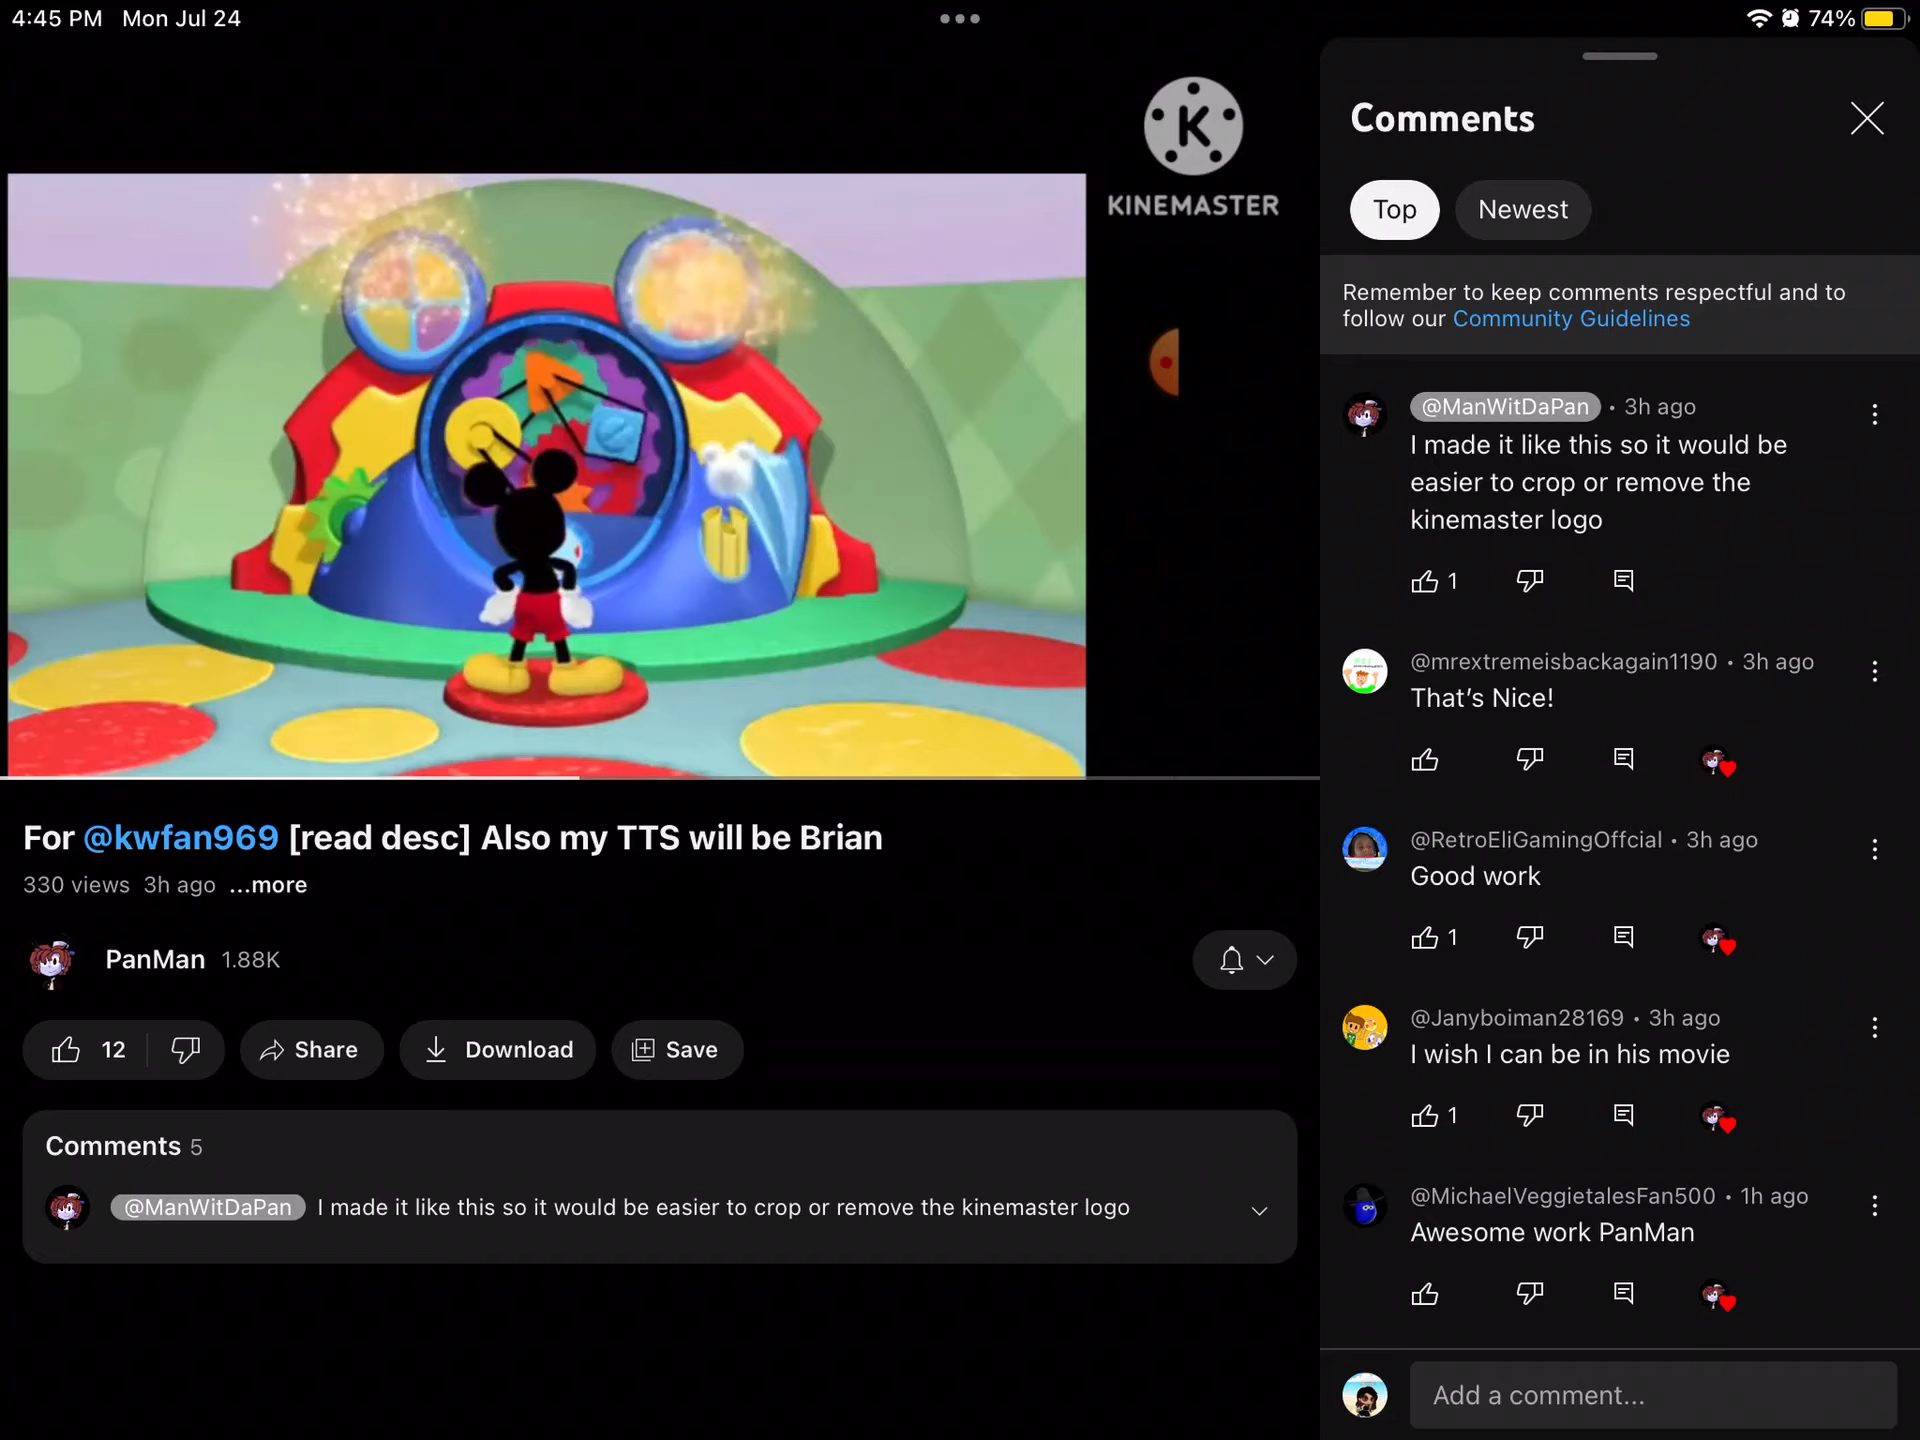 4:45 PM Mon Jul 24
74%
K
KINEMASTER
For @kwfan969 [read desc] Also my TTS will be Brian
330 views 3h ago ...more
PanMan 1.88K
12
Share
Download
Save
Comments 5
@ManWitDaPan I made it like this so it would be easier to crop or remove the kinemaster logo
Comments
Top
Newest
Remember to keep comments respectful and to
follow our Community Guidelines
@ManWitDaPan • 3h ago
I made it like this so it would be
easier to crop or remove the
kinemaster logo
1
@mrextremeisbackagain1190 • 3h ago
That’s Nice!
@RetroEliGamingOffcial • 3h ago
Good work
1
@Janyboiman28169 • 3h ago
I wish I can be in his movie
1
@MichaelVeggietalesFan500 • 1h ago
Awesome work PanMan
Add a comment...